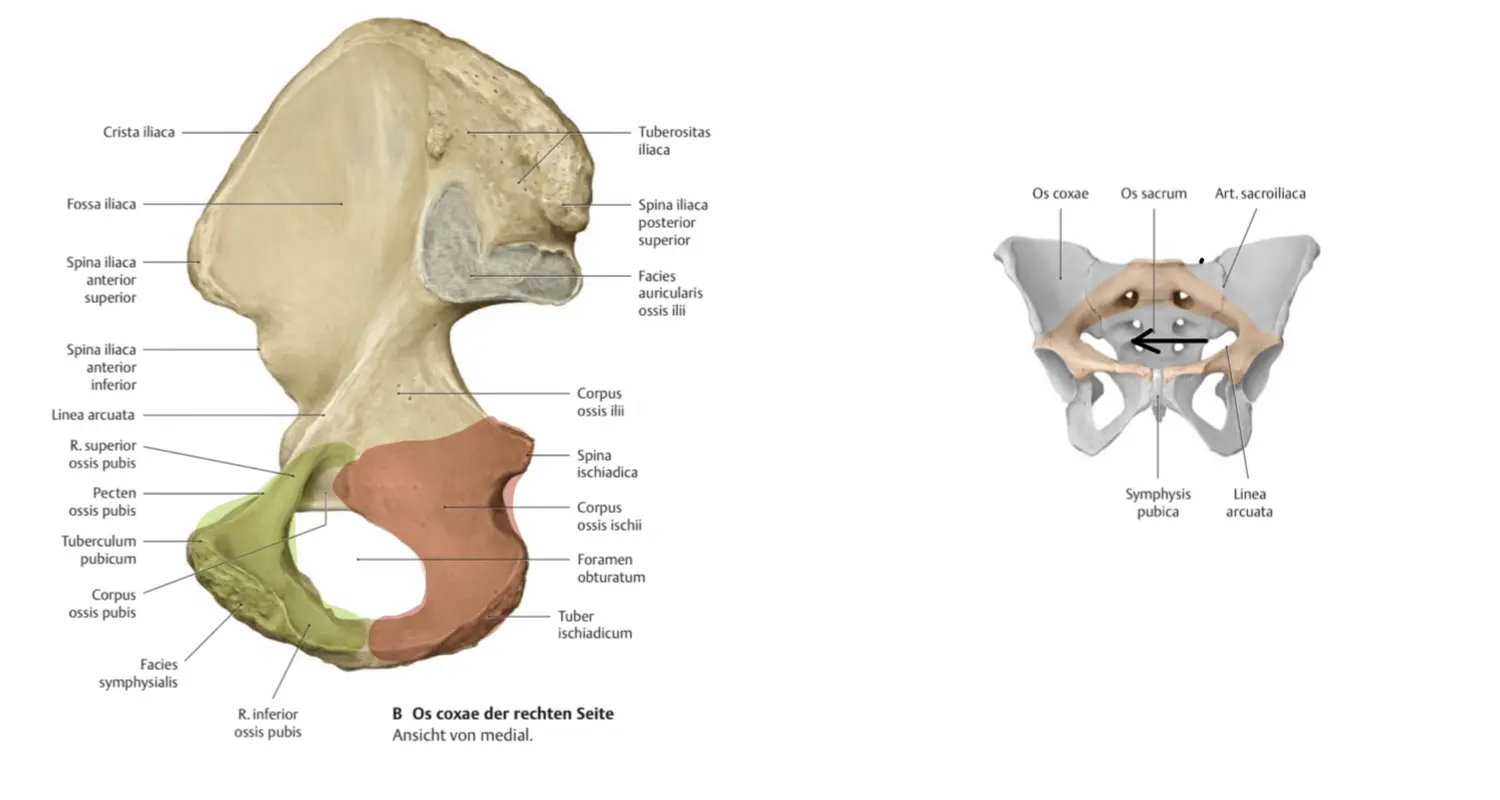 Crista iliaca
Fossa iliaca
Spina iliaca
anterior
superior
Spina iliaca
anterior
inferior
Linea arcuata
R. superior
ossis pubis
Pecten
ossis pubis
Tuberculum
pubicum
Corpus
ossis pubis
Facies
symphysialis
R. inferior
ossis pubis
Tuberositas
iliaca
Spina iliaca
posterior
superior
Facies
auricularis
ossis ilii
Corpus
ossis ilii
Spina
ischiadica
Corpus
ossis ischii
Foramen
obturatum
Tuber
ischiadicum
B Os coxae der rechten Seite
Ansicht von medial.
Os coxae
Os sacrum
Art. sacroiliaca
Symphysis
pubica
Linea
arcuata